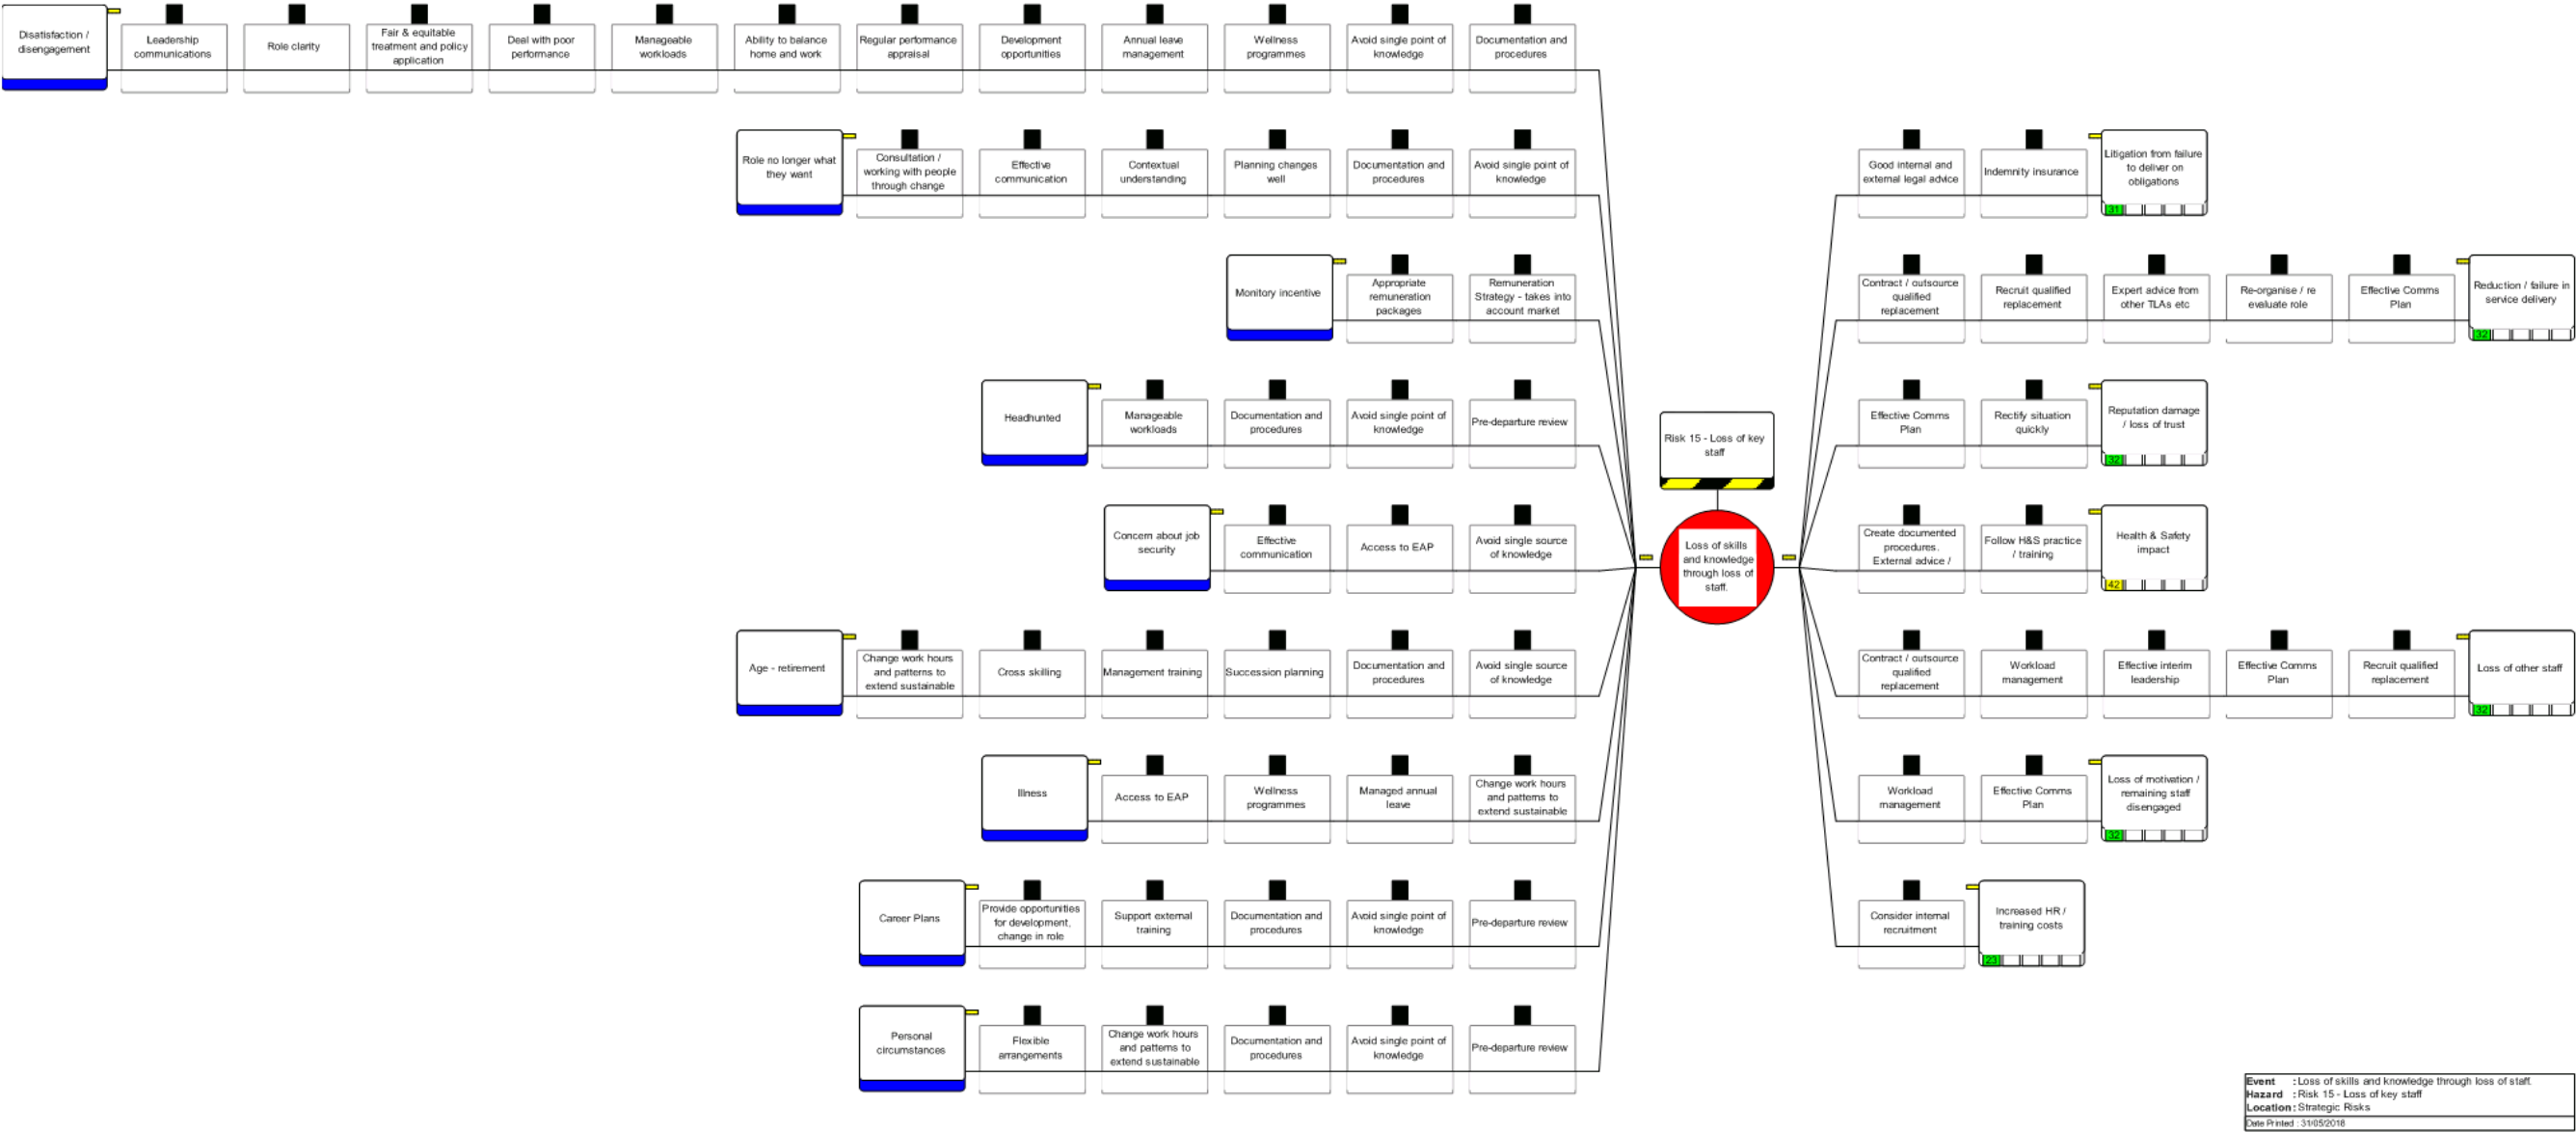 Disatisfaction /
disengagement
Leadership
communications
Role clarity
Fair & equitable
treatment and policy
application
Deal with poor
performance
Manageable
workloads
Ability to balance
home and work
Regular performance
appraisal
Development
opportunities
Annual leave
management
Wellness
programmes
Avoid single point of
knowledge
Documentation and
procedures
Role no longer what
they want
Consultation /
working with people
through change
Effective
communication
Contextual
understanding
Planning changes
well
Documentation and
procedures
Avoid single point of
knowledge
Good internal and
external legal advice
Indemnity insurance
Litigation from failure
to deliver on
obligations
31
Monitory incentive
Appropriate
remuneration
packages
Remuneration
Strategy - takes into
account market
Contract / outsource
qualified
replacement
Recruit qualified
replacement
Expert advice from
other TLAs etc
Re-organise / re
evaluate role
Effective Comms
Plan
Reduction / failure in
service delivery
32
Headhunted
Manageable
workloads
Documentation and
procedures
Avoid single point of
knowledge
Pre-departure review
Risk 15 - Loss of key
staff
Effective Comms
Plan
Rectify situation
quickly
Reputation damage
/ loss of trust
32
Concern about job
security
Effective
communication
Access to EAP
Avoid single source
of knowledge
Loss of skills
and knowledge
through loss of
staff.
Create documented
procedures.
External advice /
Follow H&S practice
/ training
Health & Safety
impact
42
Age - retirement
Change work hours
and patterns to
extend sustainable
Cross skilling
Management training
Succession planning
Documentation and
procedures
Avoid single source
of knowledge
Contract / outsource
qualified
replacement
Workload
management
Effective interim
leadership
Effective Comms
Plan
Recruit qualified
replacement
Loss of other staff
32
Illness
Access to EAP
Wellness
programmes
Managed annual
leave
Change work hours
and patterns to
extend sustainable
Workload
management
Effective Comms
Plan
Loss of motivation /
remaining staff
disengaged
32
Career Plans
Provide opportunities
for development,
change in role
Support external
training
Documentation and
procedures
Avoid single point of
knowledge
Pre-departure review
Consider internal
recruitment
Increased HR /
training costs
23
Personal
circumstances
Flexible
arrangements
Change work hours
and patterns to
extend sustainable
Documentation and
procedures
Avoid single point of
knowledge
Pre-departure review
Event : Loss of skills and knowledge through loss of staff.
Hazard : Risk 15 - Loss of key staff
Location : Strategic Risks
Date Printed : 31/05/2018